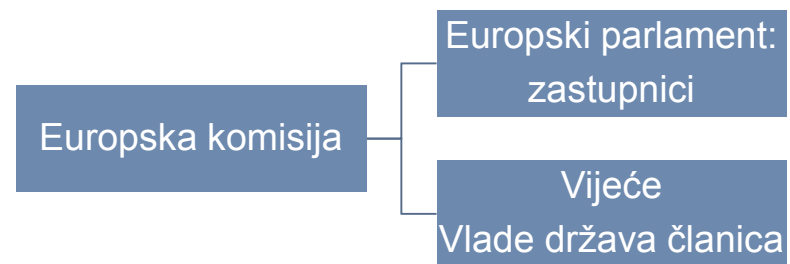 Europski parlament:
zastupnici
Europska komisija
Vijeće
Vlade država članica